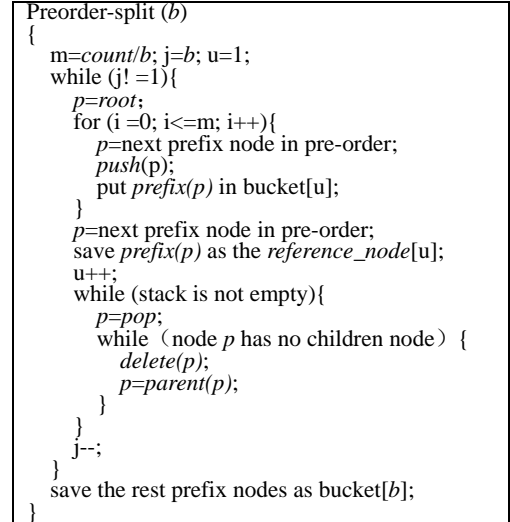 Preorder-split (b)
{
m=count/b; j=b; u=1;
while (j! =1){
p=root；
for (i =0; i<=m; i++){
p=next prefix node in pre-order;
push(p);
put prefix(p) in bucket[u];
}
p=next prefix node in pre-order;
save prefix(p) as the reference_node[u];
u++;
while (stack is not empty){
p=pop;
while（node p has no children node）{
delete(p);
p=parent(p);
}
}
j--;
}
save the rest prefix nodes as bucket[b];
}